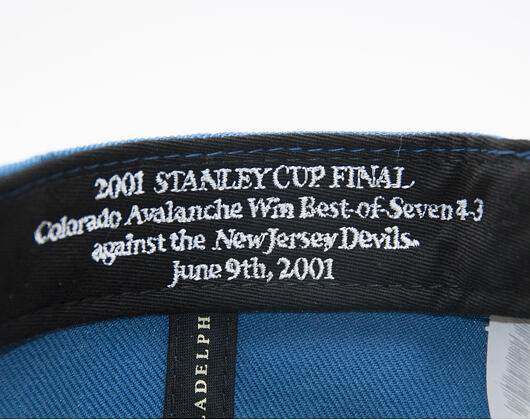 2001 STANLEY CUP FINAL
Colorado Avalanche Win Best-of-Seven 4-3
against the New Jersey Devils.
June 9th, 2001
ADELPH